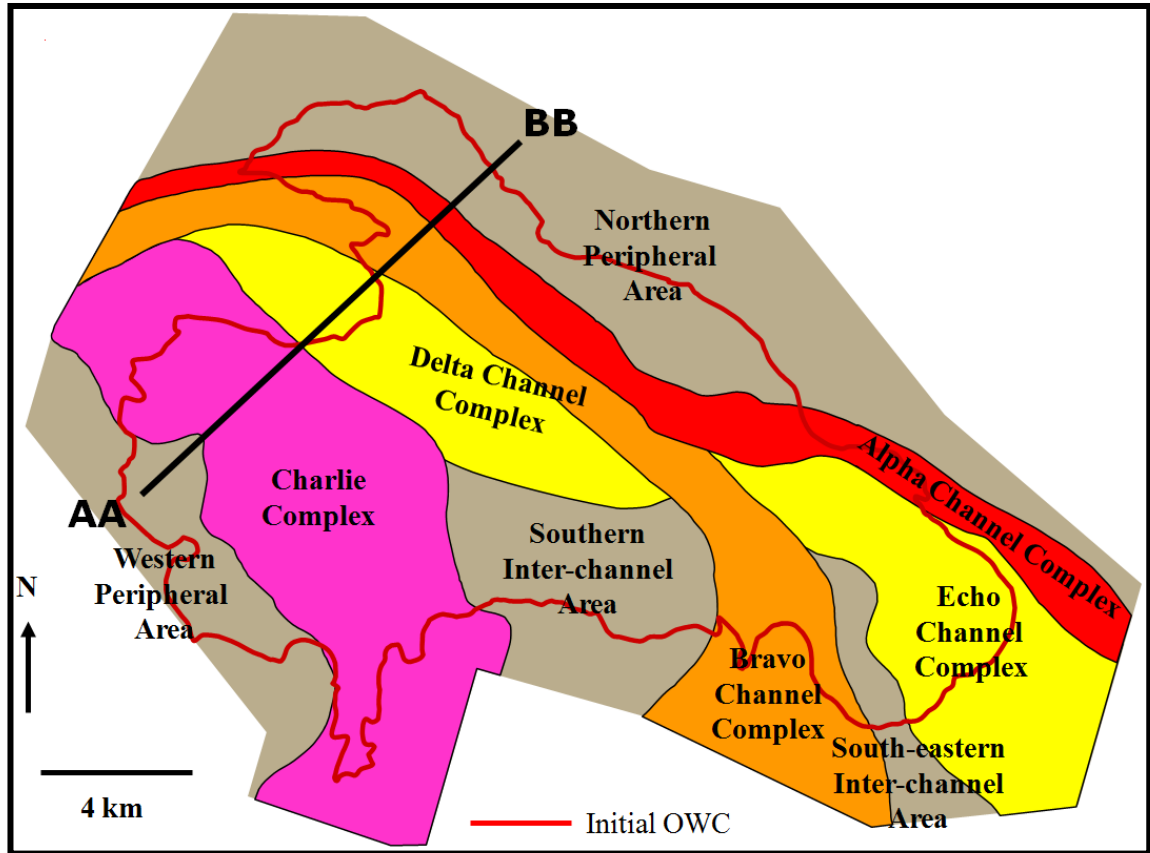 BB
Northern
Peripheral
Area
Delta Channel
Complex
Alpha Channel Complex
Charlie
Complex
AA
Western
Peripheral
Area
Southern
Inter-channel
Area
Echo
Channel
Complex
Bravo
Channel
Complex
South-eastern
Inter-channel
Area
N
4 km
Initial OWC